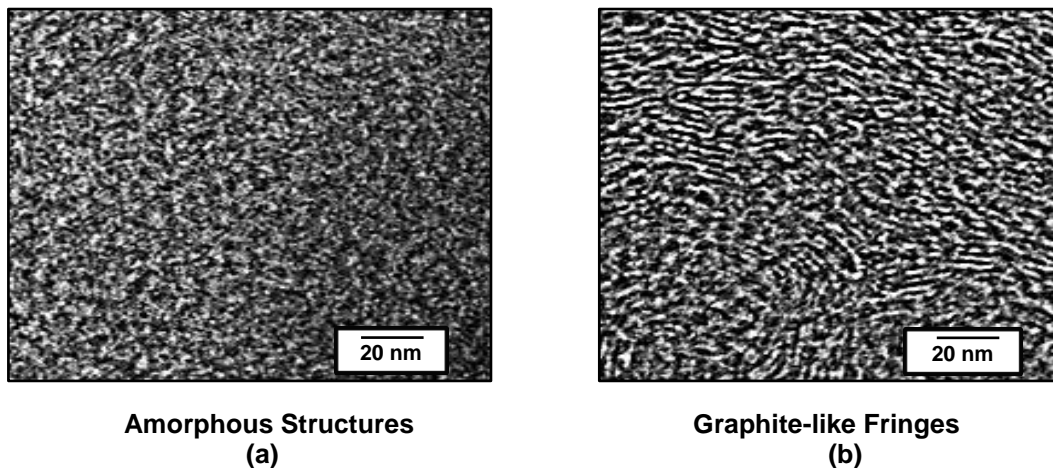 20 nm
20 nm
Amorphous Structures
(a)
Graphite-like Fringes
(b)